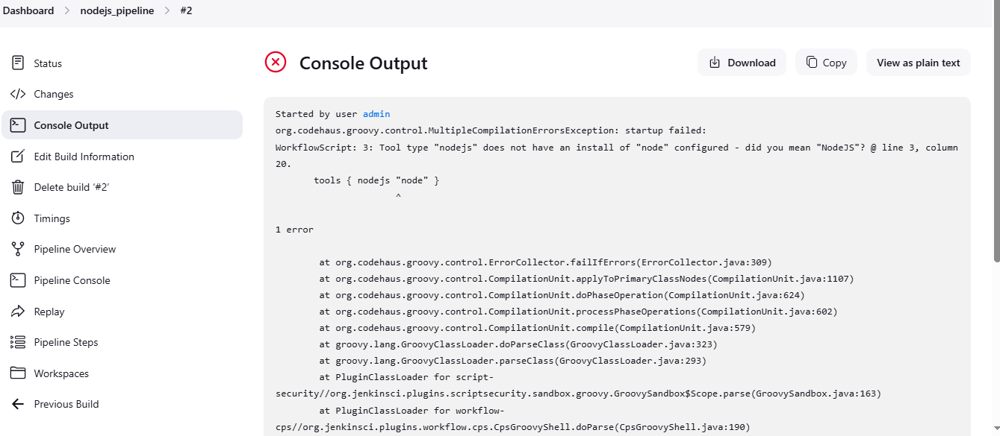 Dashboard > nodejs_pipeline > #2
Status
Changes
Console Output
Edit Build Information
Delete build ‘#2’
Timings
Pipeline Overview
Pipeline Console
Replay
Pipeline Steps
Workspaces
Previous Build
Console Output
Download
Copy
View as plain text
Started by user admin
org.codehaus.groovy.control.MultipleCompilationErrorsException: startup failed:
WorkflowScript: 3: Tool type "nodejs" does not have an install of "node" configured - did you mean "NodeJS"? @ line 3, column
20.
       tools { nodejs "node" }
                      ^
1 error
        at org.codehaus.groovy.control.ErrorCollector.failIfErrors(ErrorCollector.java:309)
        at org.codehaus.groovy.control.CompilationUnit.applyToPrimaryClassNodes(CompilationUnit.java:1107)
        at org.codehaus.groovy.control.CompilationUnit.doPhaseOperation(CompilationUnit.java:624)
        at org.codehaus.groovy.control.CompilationUnit.processPhaseOperations(CompilationUnit.java:602)
        at org.codehaus.groovy.control.CompilationUnit.compile(CompilationUnit.java:579)
        at groovy.lang.GroovyClassLoader.doParseClass(GroovyClassLoader.java:323)
        at groovy.lang.GroovyClassLoader.parseClass(GroovyClassLoader.java:293)
        at PluginClassLoader for script-
security//org.jenkinsci.plugins.scriptsecurity.sandbox.groovy.GroovySandbox$Scope.parse(GroovySandbox.java:163)
        at PluginClassLoader for workflow-
cps//org.jenkinsci.plugins.workflow.cps.CpsGroovyShell.doParse(CpsGroovyShell.java:190)